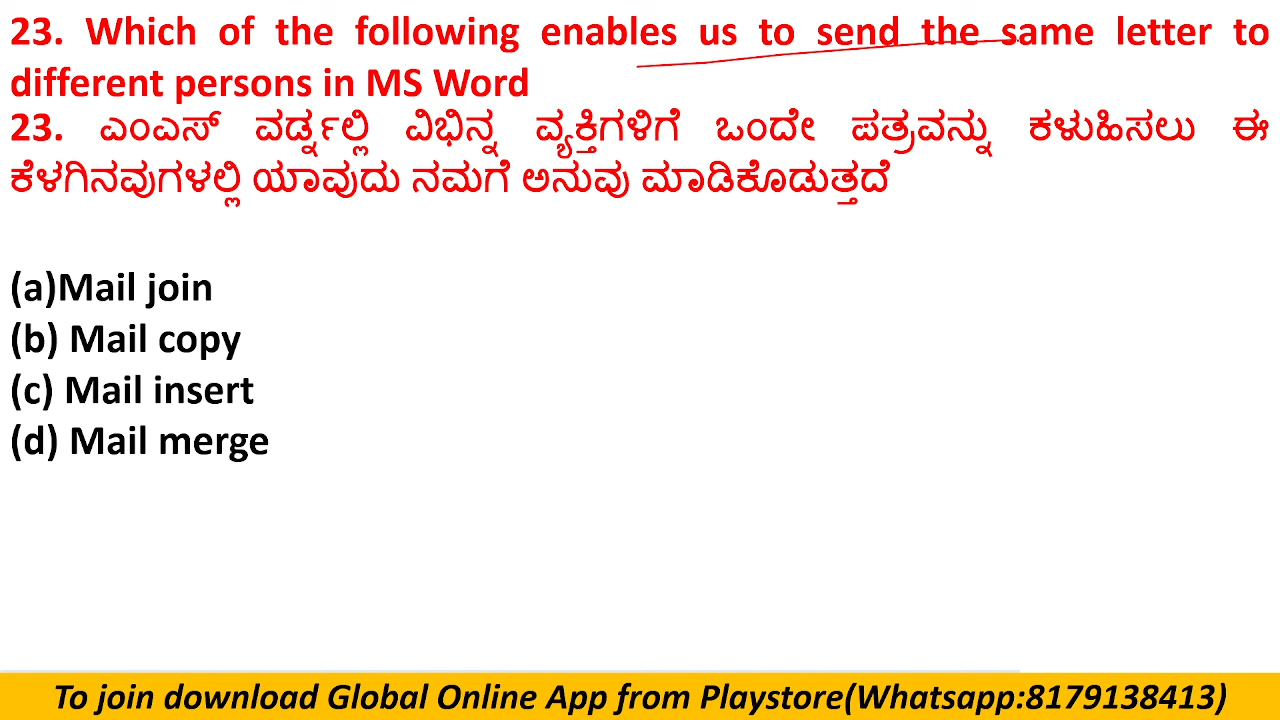 23. Which of the following enables us to send the same letter to
different persons in MS Word
23. ಎಂಎಸ್ ವರ್ಡ್ನಲ್ಲಿ ವಿಭಿನ್ನ ವ್ಯಕ್ತಿಗಳಿಗೆ ಒಂದೇ ಪತ್ರವನ್ನು ಕಳುಹಿಸಲು ಈ
ಕೆಳಗಿನವುಗಳಲ್ಲಿ ಯಾವುದು ನಮಗೆ ಅನುವು ಮಾಡಿಕೊಡುತ್ತದೆ
(a)Mail join
(b) Mail copy
(c) Mail insert
(d) Mail merge
To join download Global Online App from Playstore(Whatsapp:8179138413)